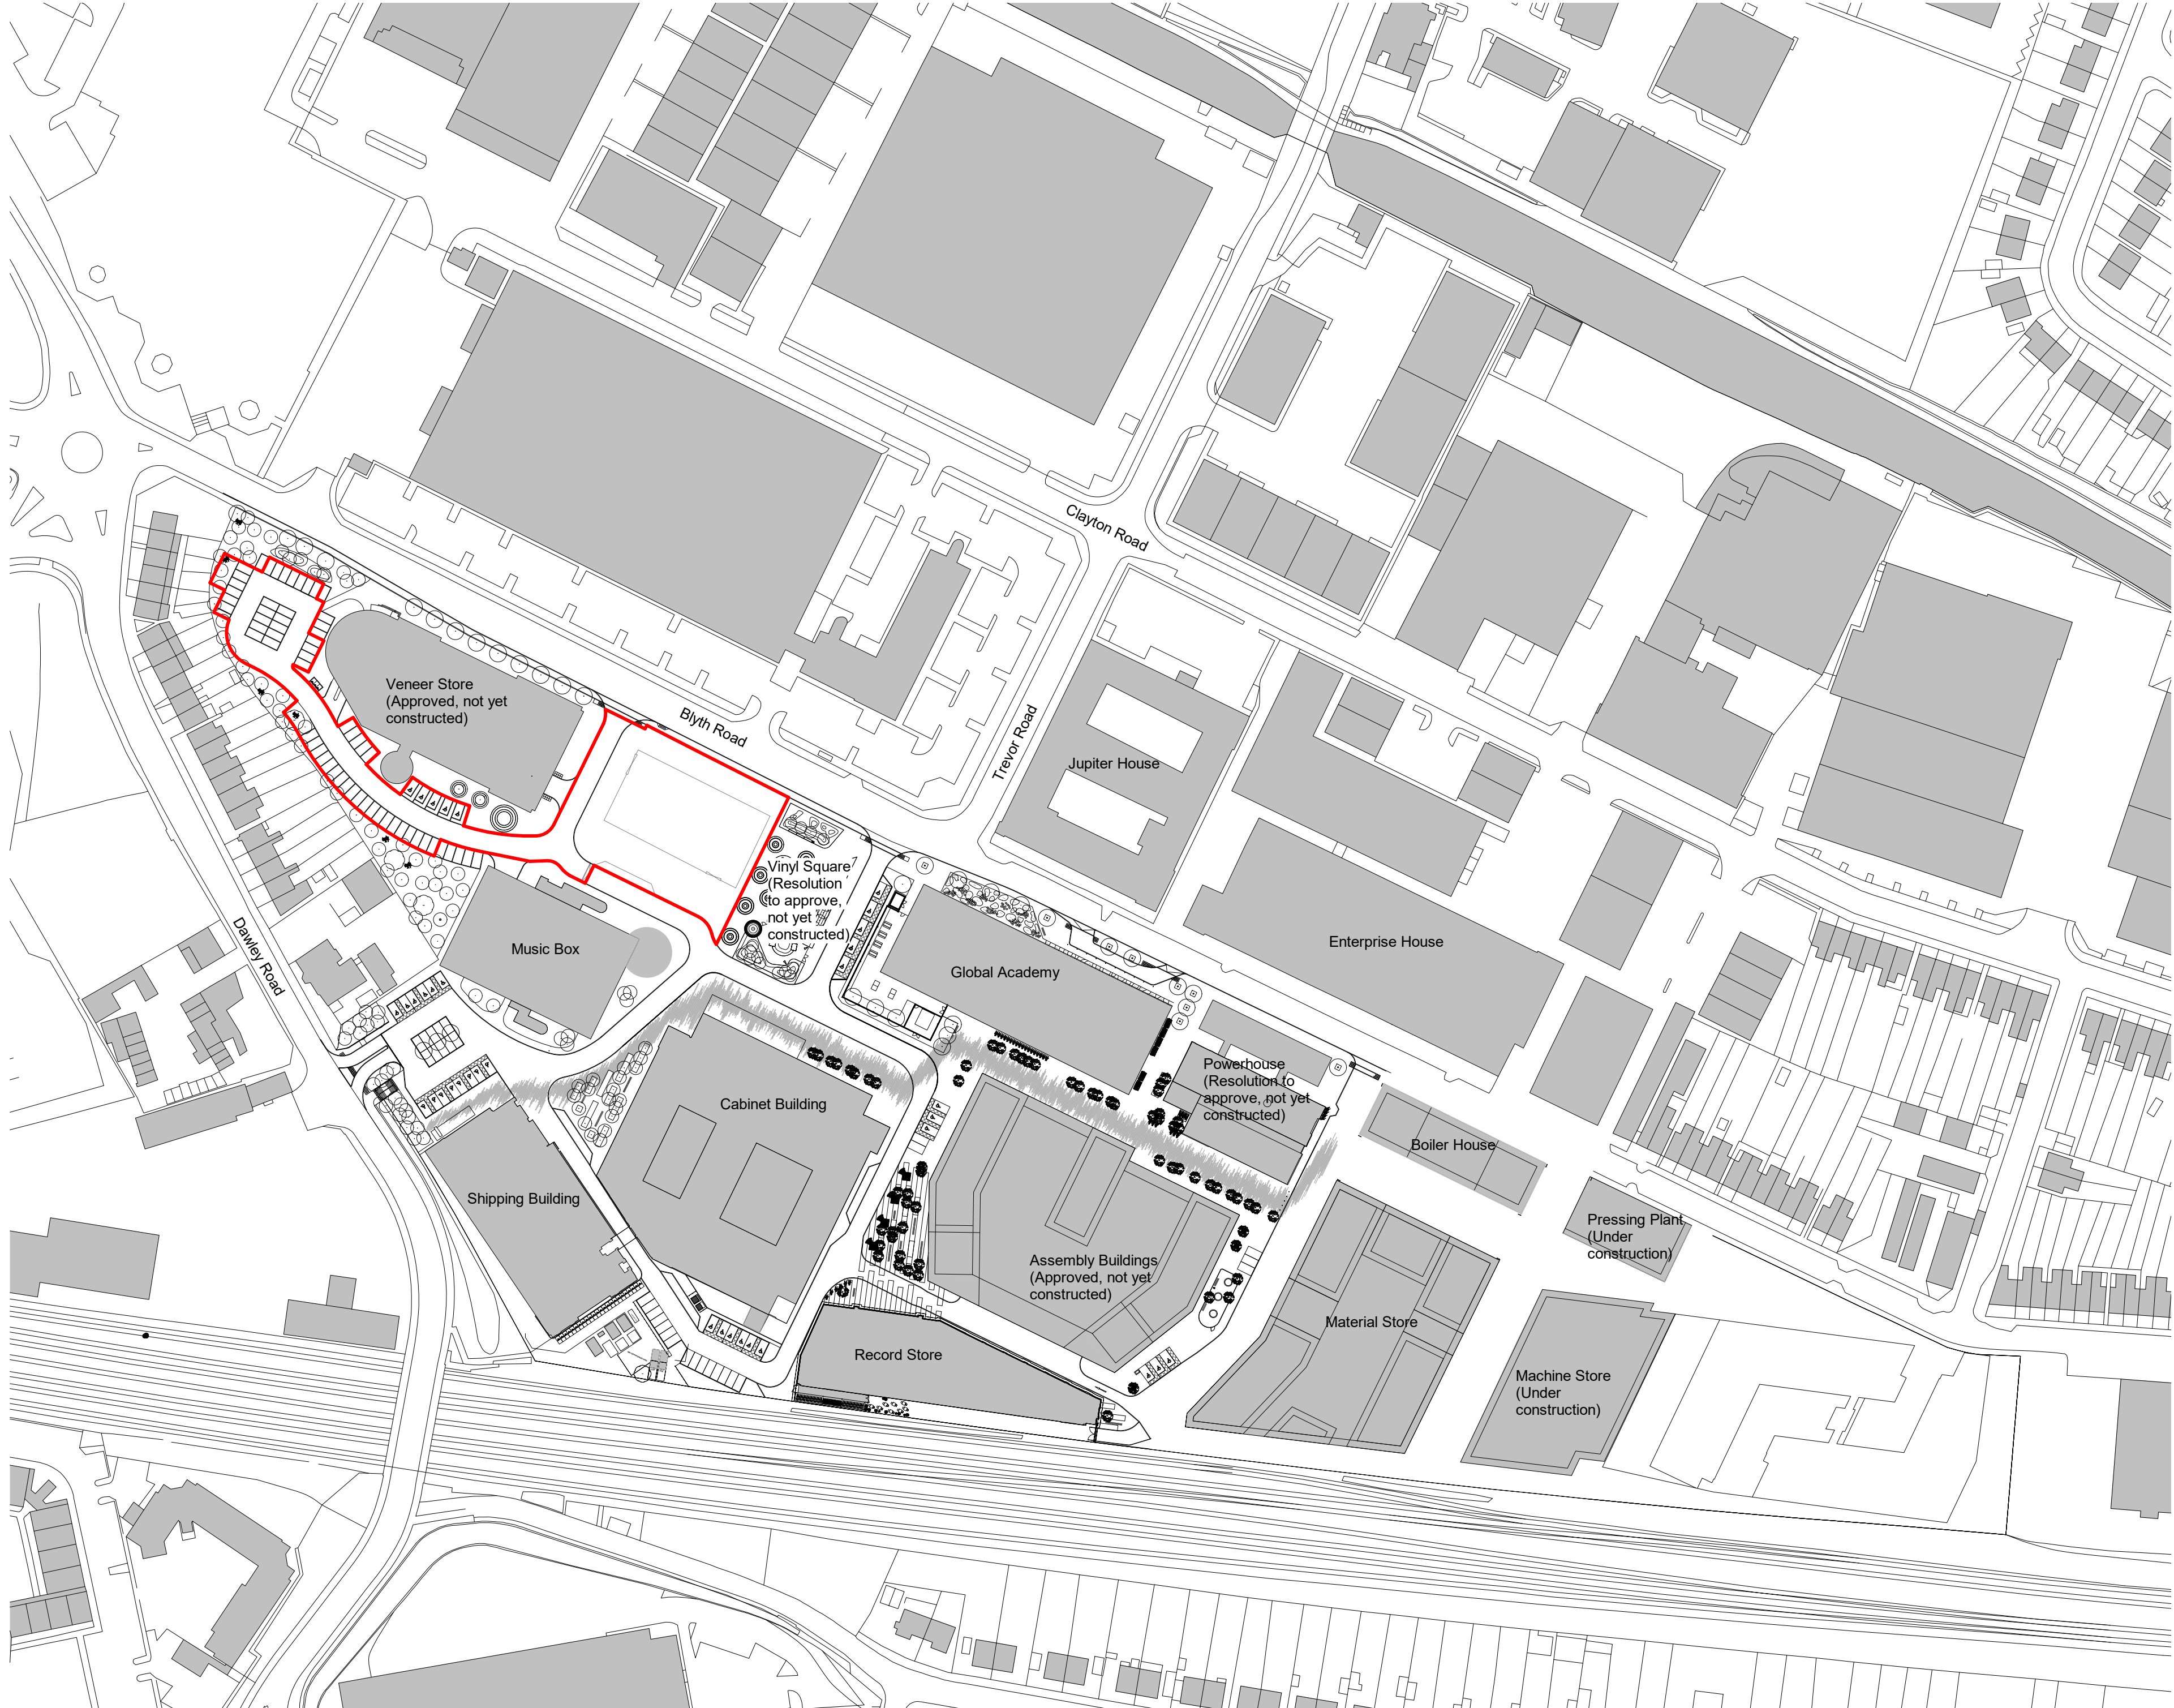 Clayton Road
Veneer Store
(Approved, not yet
constructed)
Blyth Road
Trevor Road
Jupiter House
Vinyl Square
(Resolution
to approve,
not yet
constructed)
Dawley Road
Music Box
Global Academy
Enterprise House
Powerhouse
(Resolution to
approve, not yet
constructed)
Cabinet Building
Boiler House
Shipping Building
Pressing Plant
(Under
construction)
Assembly Buildings
(Approved, not yet
constructed)
Material Store
Record Store
Machine Store
(Under
construction)